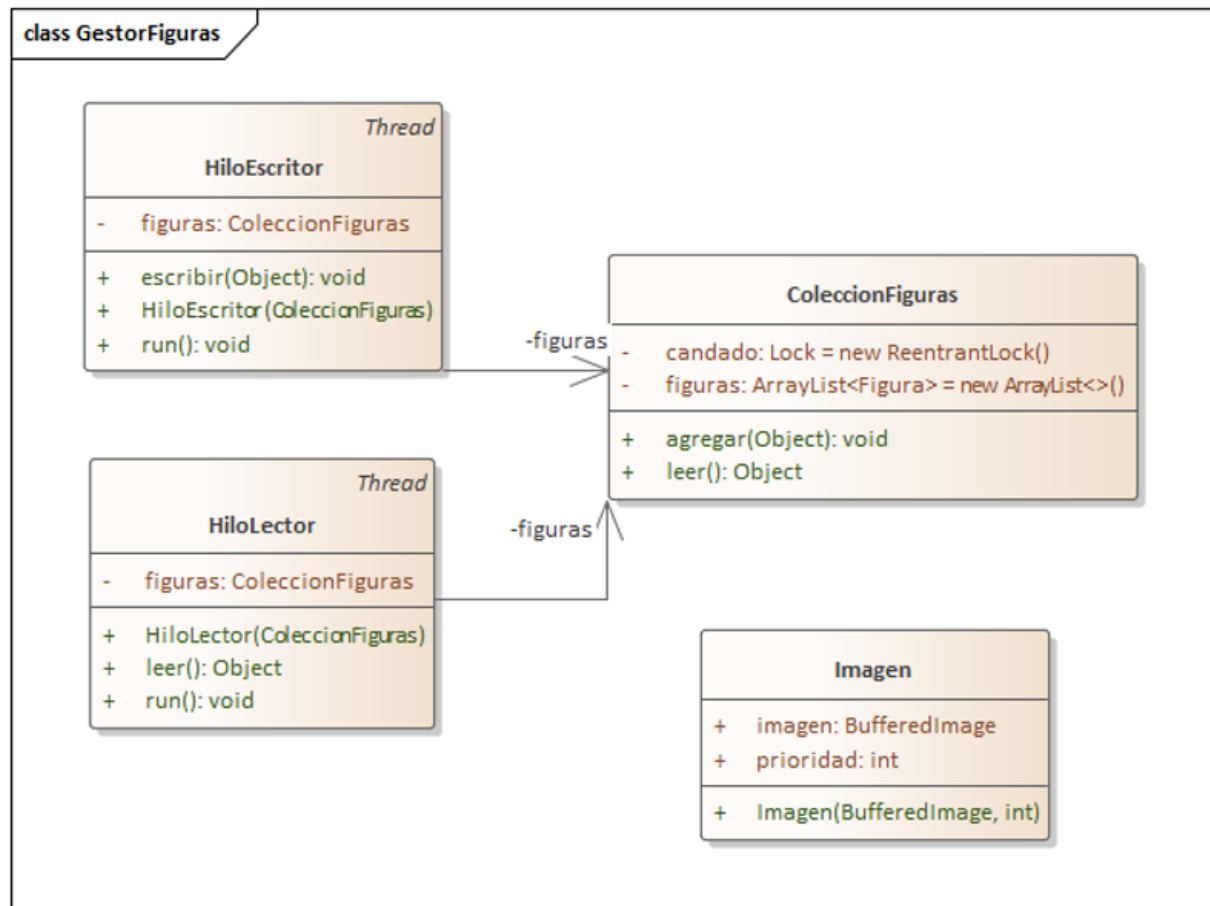 class GestorFiguras
Thread
HiloEscritor
- figuras: ColeccionFiguras
+ escribir(Object): void
+ HiloEscritor(ColeccionFiguras)
+ run(): void
-figuras
ColeccionFiguras
- candado: Lock = new ReentrantLock()
- figuras: ArrayList<Figura> = new ArrayList<>()
+ agregar(Object): void
+ leer(): Object
Thread
HiloLector
- figuras: ColeccionFiguras
+ HiloLector(ColeccionFiguras)
+ leer(): Object
+ run(): void
-figuras
Imagen
+ imagen: BufferedImage
+ prioridad: int
+ Imagen(BufferedImage, int)